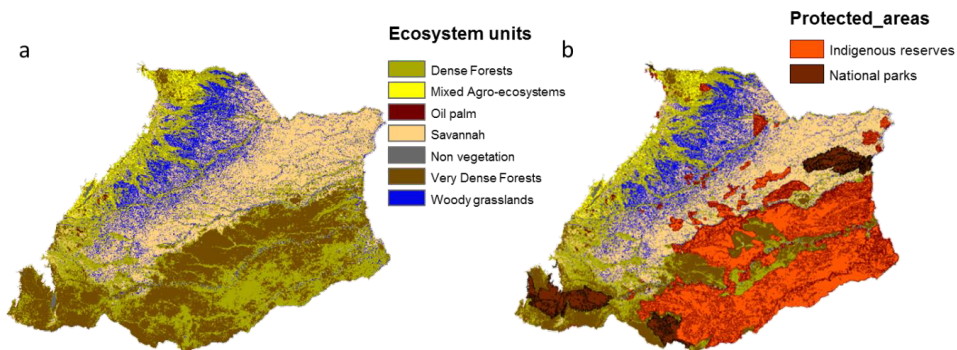 a
Ecosystem units
Dense Forests
Mixed Agro-ecosystems
Oil palm
Savannah
Non vegetation
Very Dense Forests
Woody grasslands
b
Protected_areas
Indigenous reserves
National parks